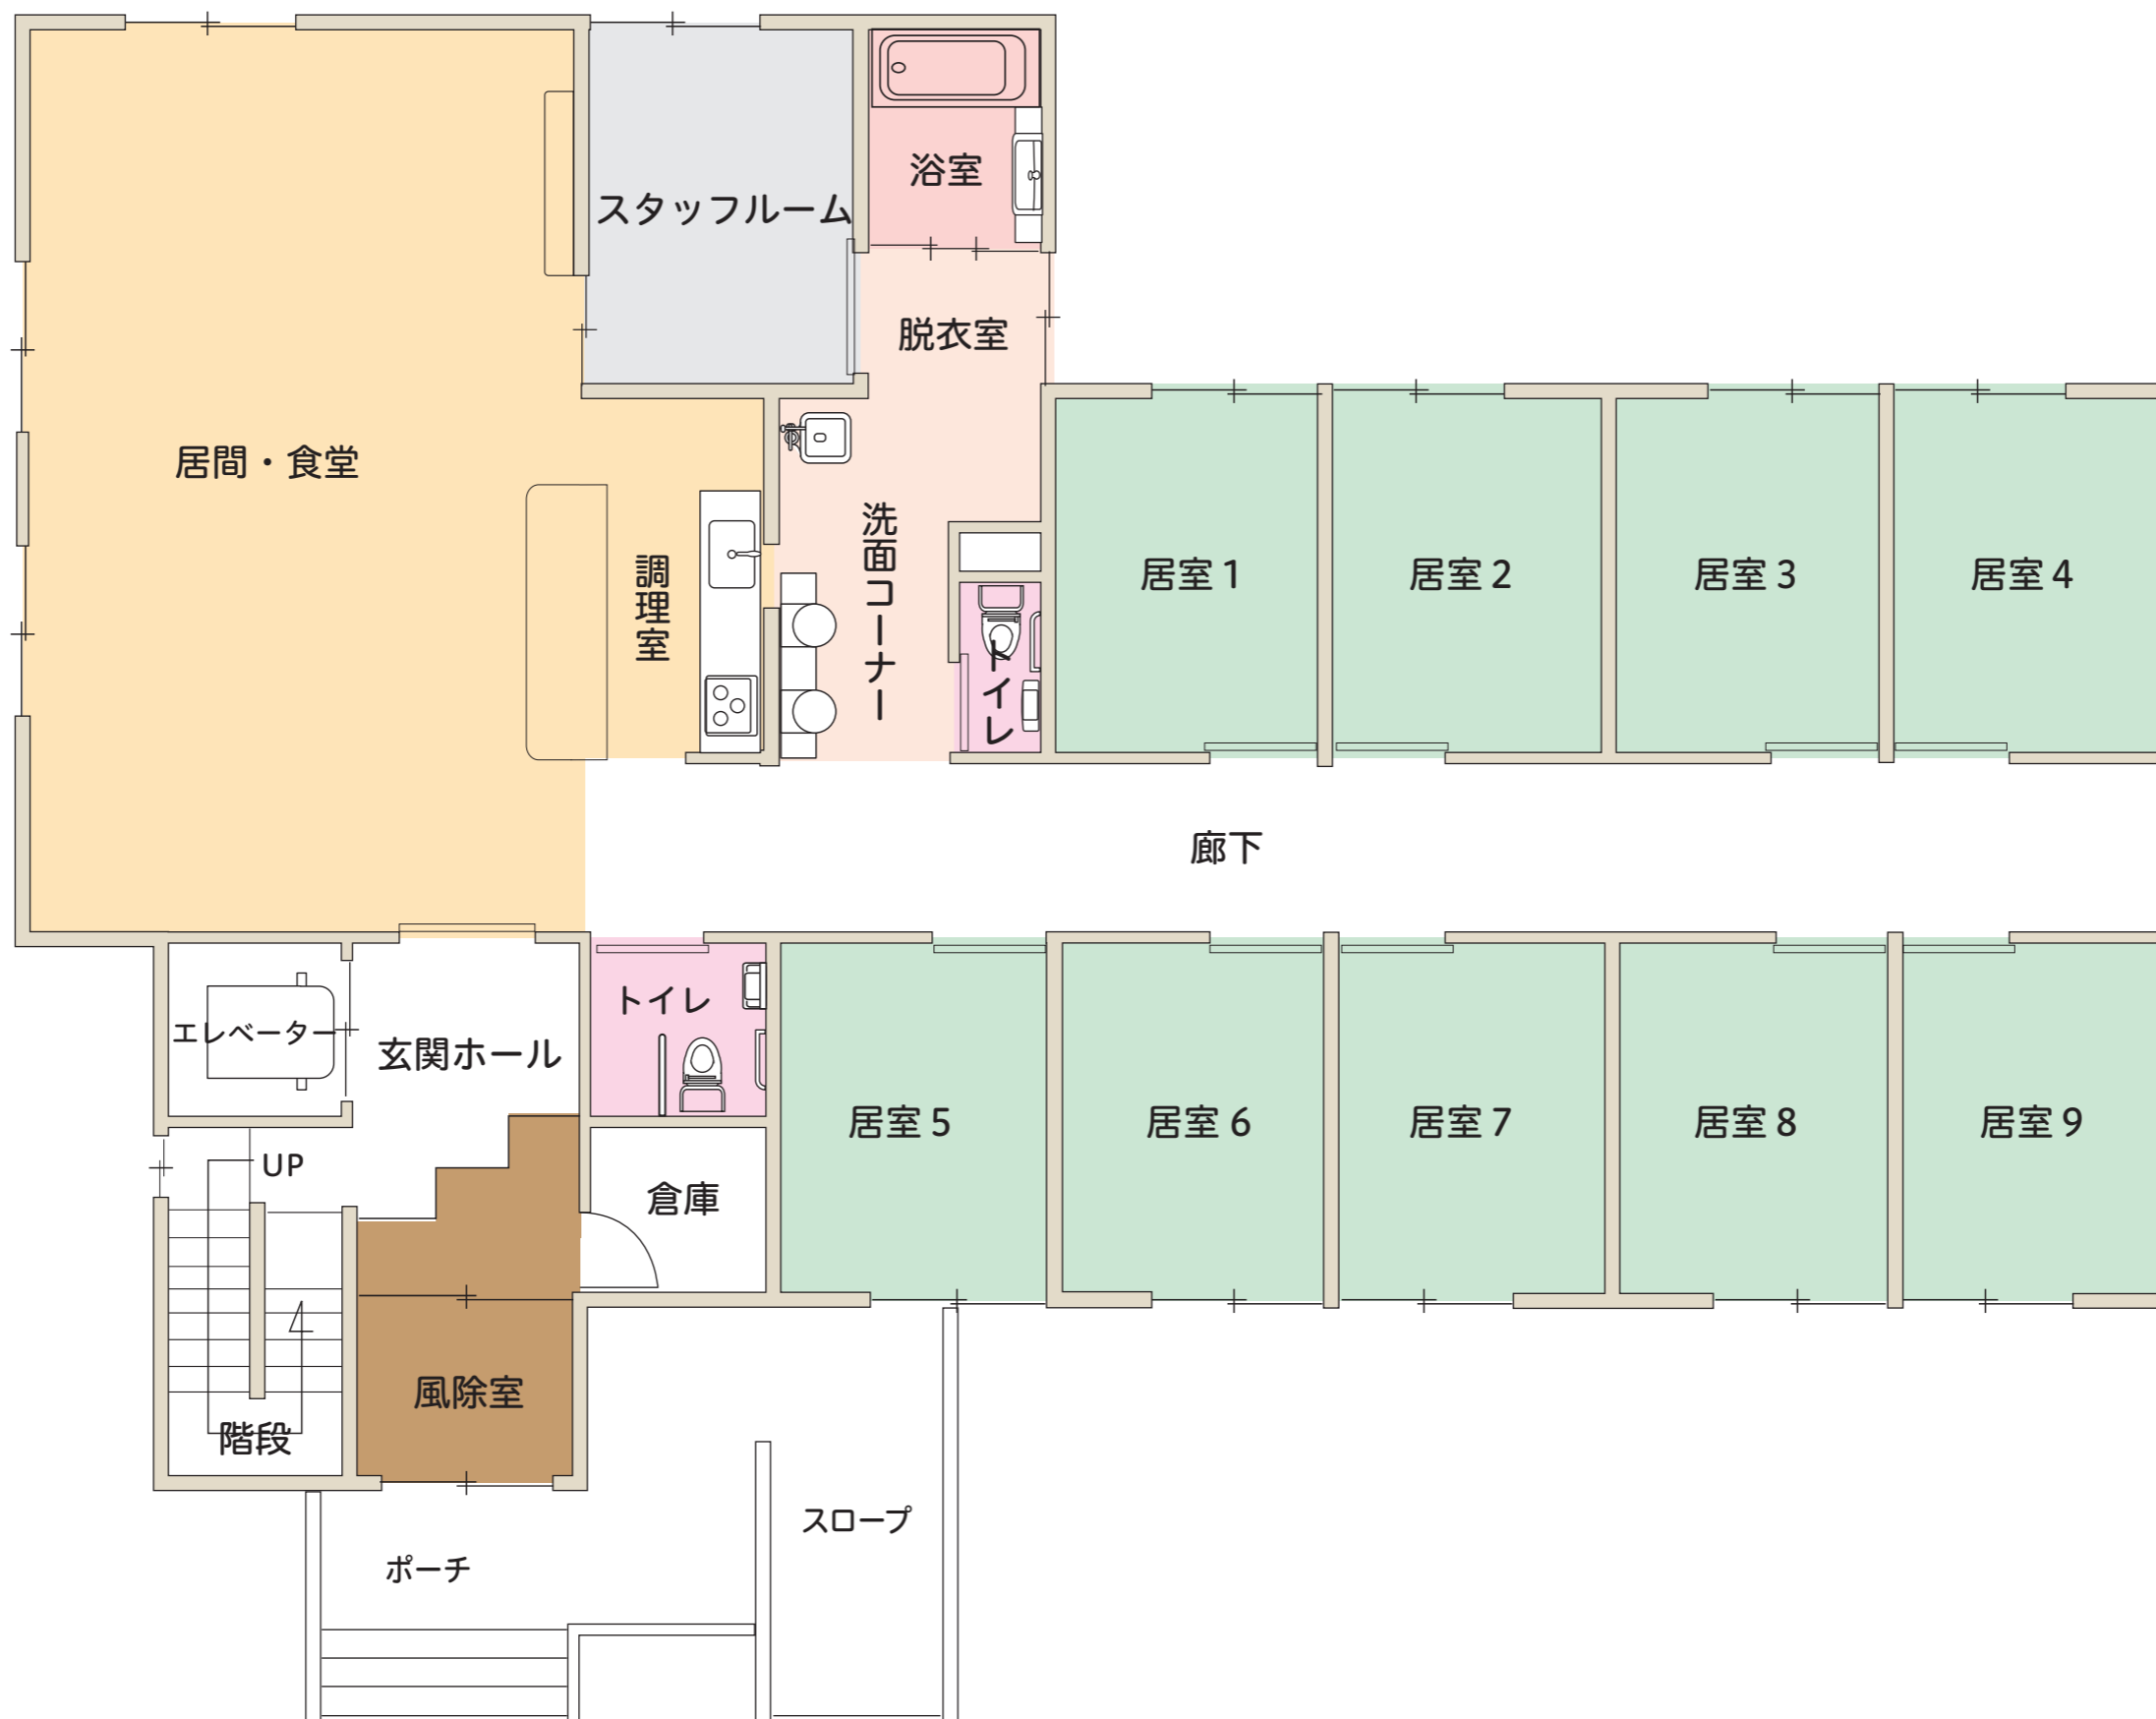 浴室
スタッフルーム
脱衣室
居間・食堂
洗面コーナー
調理室
居室1
居室2
居室3
居室4
トイレ
廊下
トイレ
エレベーター
玄関ホール
居室5
居室6
居室7
居室8
居室9
UP
倉庫
風除室
階段
スロープ
ポーチ